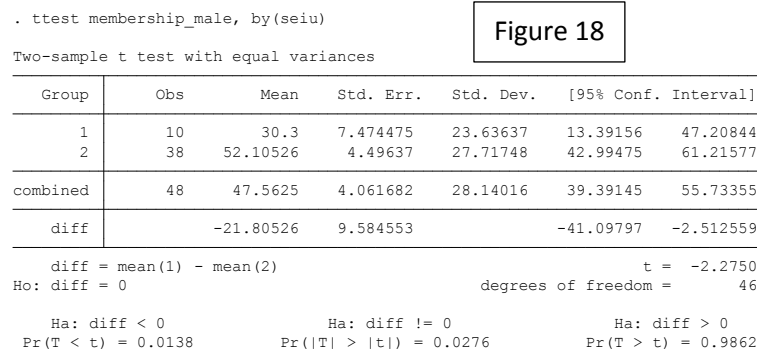 . ttest membership_male, by(seiu)
Figure 18
Two-sample t test with equal variances
Group Obs Mean Std. Err. Std. Dev. [95% Conf. Interval]
1 10 30.3 7.474475 23.63637 13.39156 47.20844
2 38 52.10526 4.49637 27.71748 42.99475 61.21577
combined 48 47.5625 4.061682 28.14016 39.39145 55.73355
diff -21.80526 9.584553 -41.09797 -2.512559
diff = mean(1) - mean(2) t = -2.2750
Ho: diff = 0 degrees of freedom = 46
Ha: diff < 0 Ha: diff != 0 Ha: diff > 0
Pr(T < t) = 0.0138 Pr(|T| > |t|) = 0.0276 Pr(T > t) = 0.9862